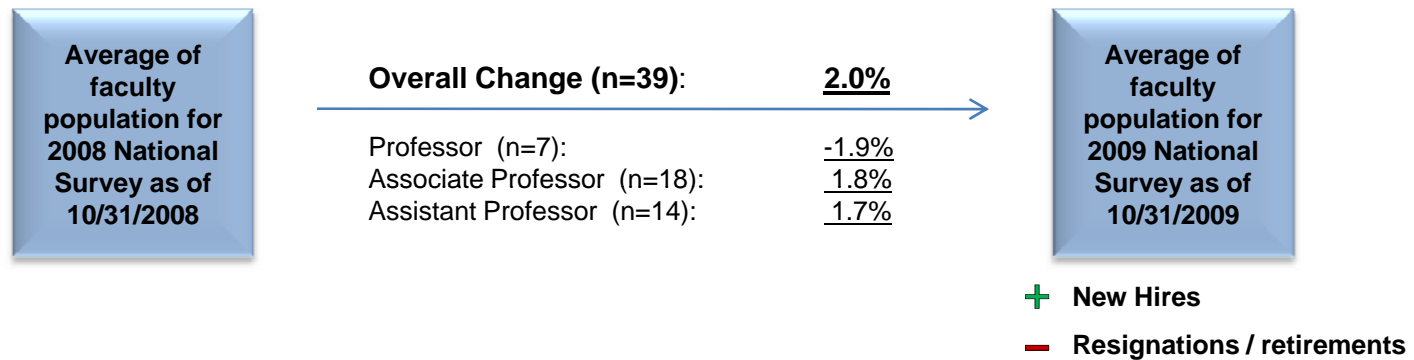 Average of
faculty
population for
2008 National
Survey as of
10/31/2008
Overall Change (n=39): 2.0%
Professor (n=7): -1.9%
Associate Professor (n=18): 1.8%
Assistant Professor (n=14): 1.7%
Average of
faculty
population for
2009 National
Survey as of
10/31/2009
New Hires
Resignations / retirements